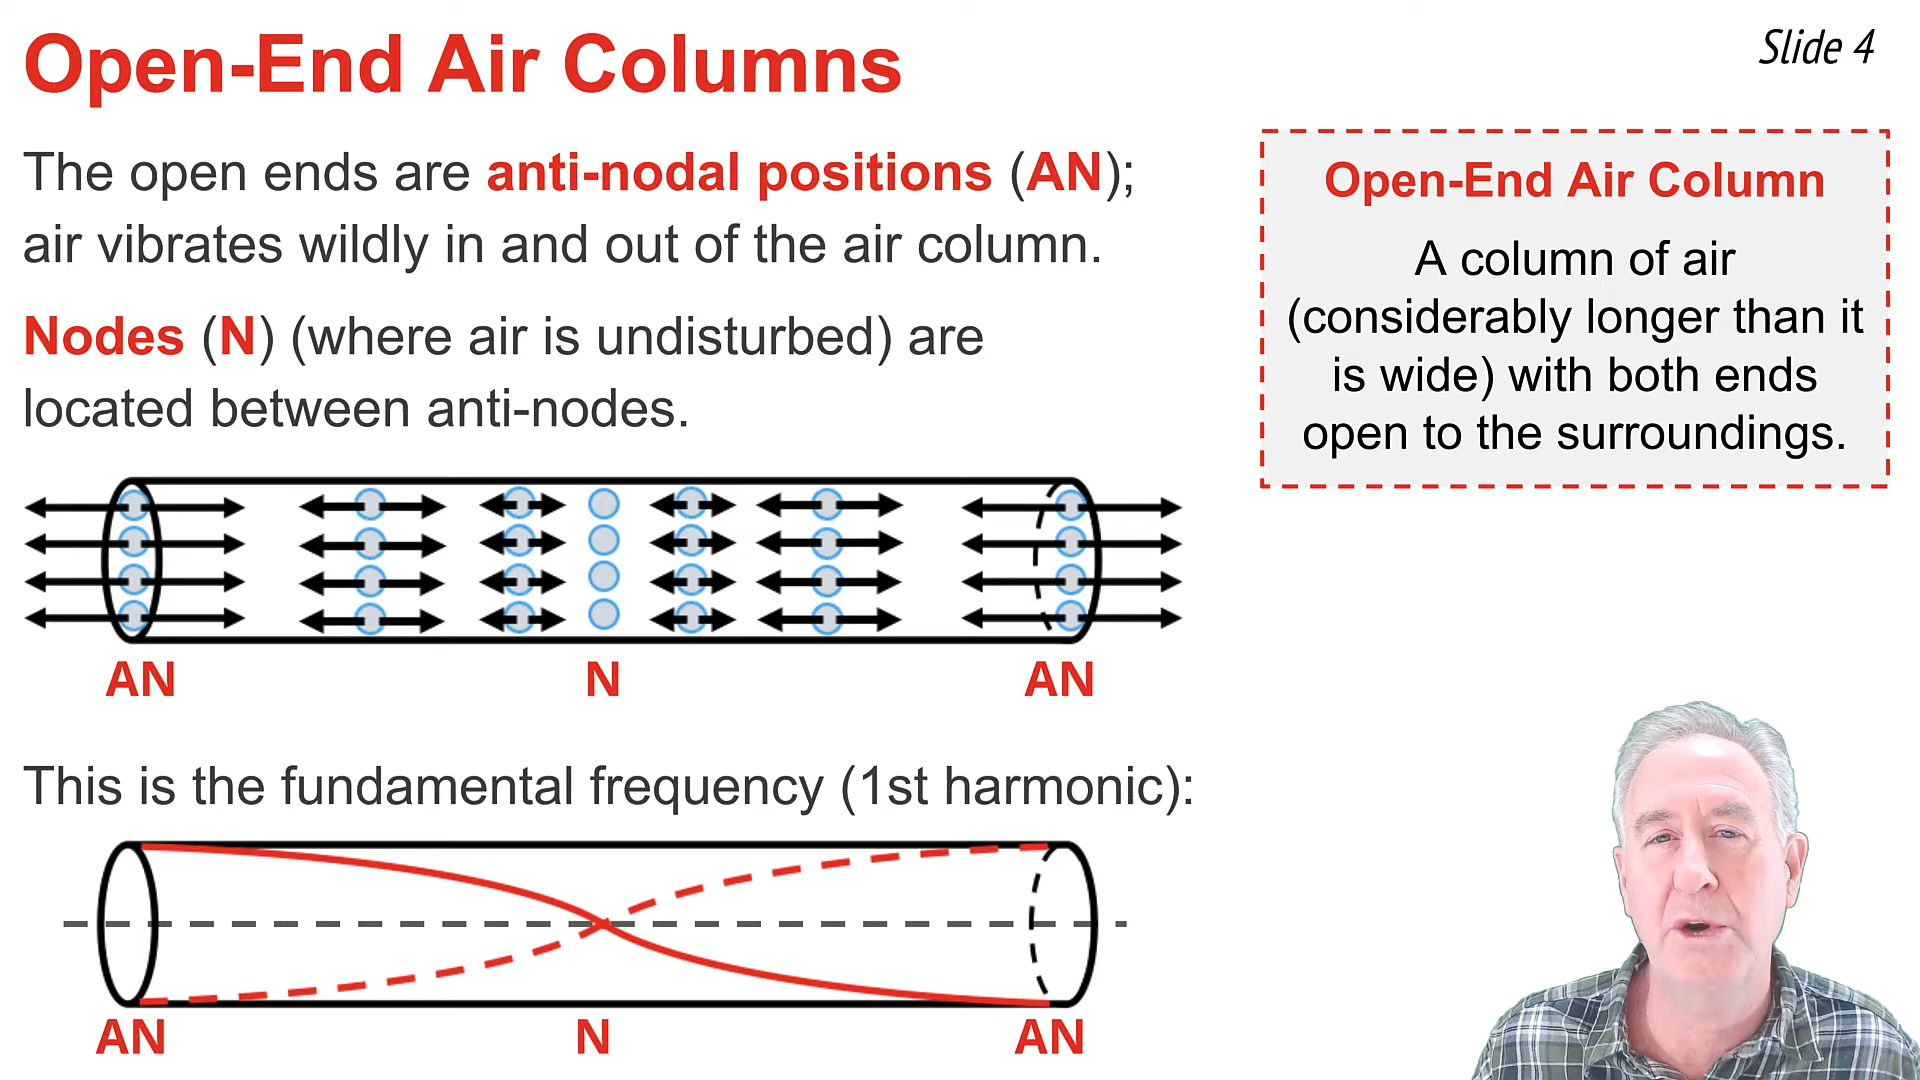 Open-End Air Columns
Slide 4
The open ends are anti-nodal positions (AN);
air vibrates wildly in and out of the air column.
Nodes (N) (where air is undisturbed) are
located between anti-nodes.
Open-End Air Column
A column of air
(considerably longer than it
is wide) with both ends
open to the surroundings.
AN N AN
This is the fundamental frequency (1st harmonic):
AN N AN